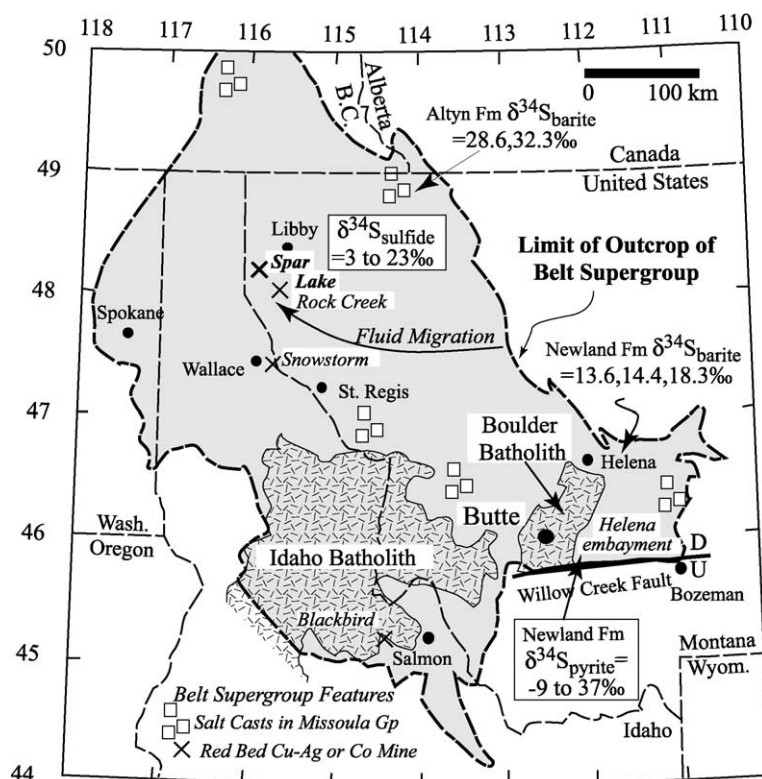 118 117 116 115 114 113 112 111 110
50
Alberta
B.C.
0 100 km
Altyn Fm δ³⁴S_barite
=28.6,32.3‰
49
Canada
United States
Libby
δ³⁴S_sulfide
=3 to 23‰
Limit of Outcrop of
Belt Supergroup
Spar
Lake
Rock Creek
48
Spokane
Fluid Migration
Newland Fm δ³⁴S_barite
=13.6,14.4,18.3‰
Wallace
Snowstorm
St. Regis
47
Boulder
Batholith
Helena
Butte
46
Wash.
Oregon
Idaho Batholith
Helena
embayment
D
U
Willow Creek Fault
Bozeman
Blackbird
Salmon
Newland Fm
δ³⁴S_pyrite=
-9 to 37‰
Montana
Wyom.
45
Belt Supergroup Features
Salt Casts in Missoula Gp
Idaho
Red Bed Cu-Ag or Co Mine
44